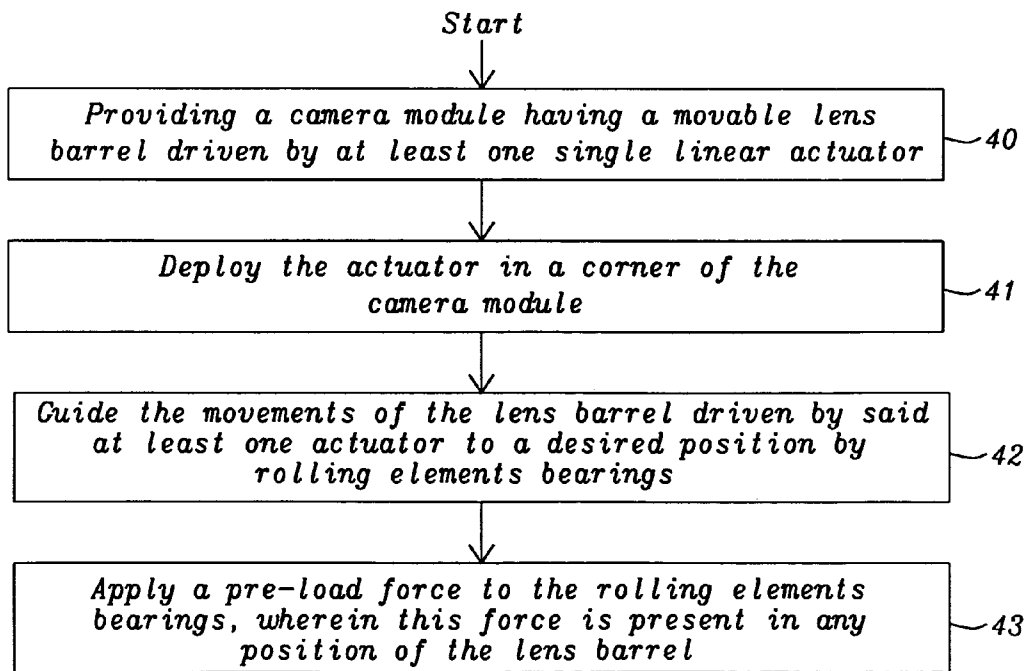 Start
Providing a camera module having a movable lens
barrel driven by at least one single linear actuator
40
Deploy the actuator in a corner of the
camera module
41
Guide the movements of the lens barrel driven by said
at least one actuator to a desired position by
rolling elements bearings
42
Apply a pre-load force to the rolling elements
bearings, wherein this force is present in any
position of the lens barrel
43